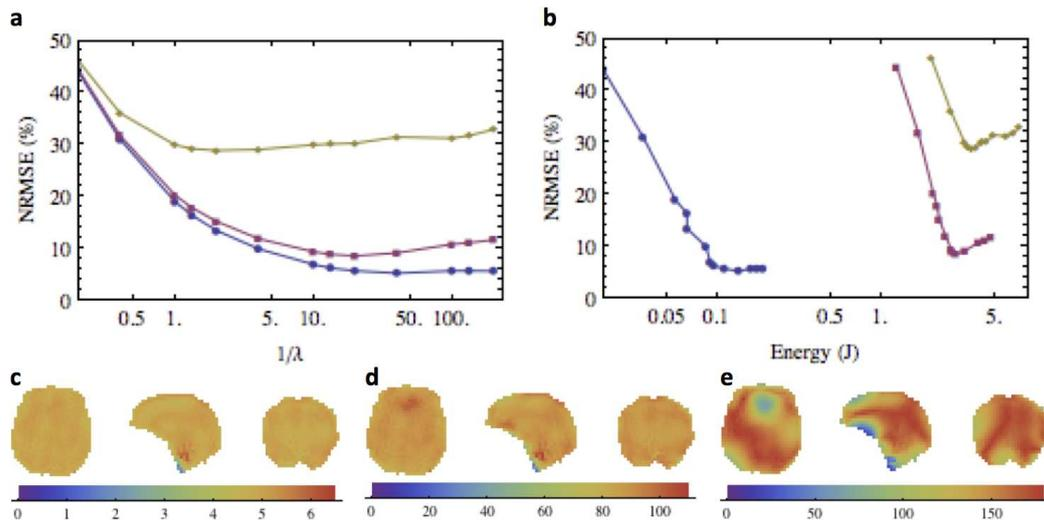 a
50
40
30
20
10
0
NRMSE (%)
0.5 1. 5. 10. 50. 100.
1/λ
b
50
40
30
20
10
0
NRMSE (%)
0.05 0.1 0.5 1. 5.
Energy (J)
c
0 1 2 3 4 5 6
d
0 20 40 60 80 100
e
0 50 100 150